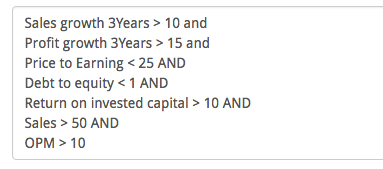 Sales growth 3Years > 10 and
Profit growth 3Years > 15 and
Price to Earning < 25 AND
Debt to equity < 1 AND
Return on invested capital > 10 AND
Sales > 50 AND
OPM > 10